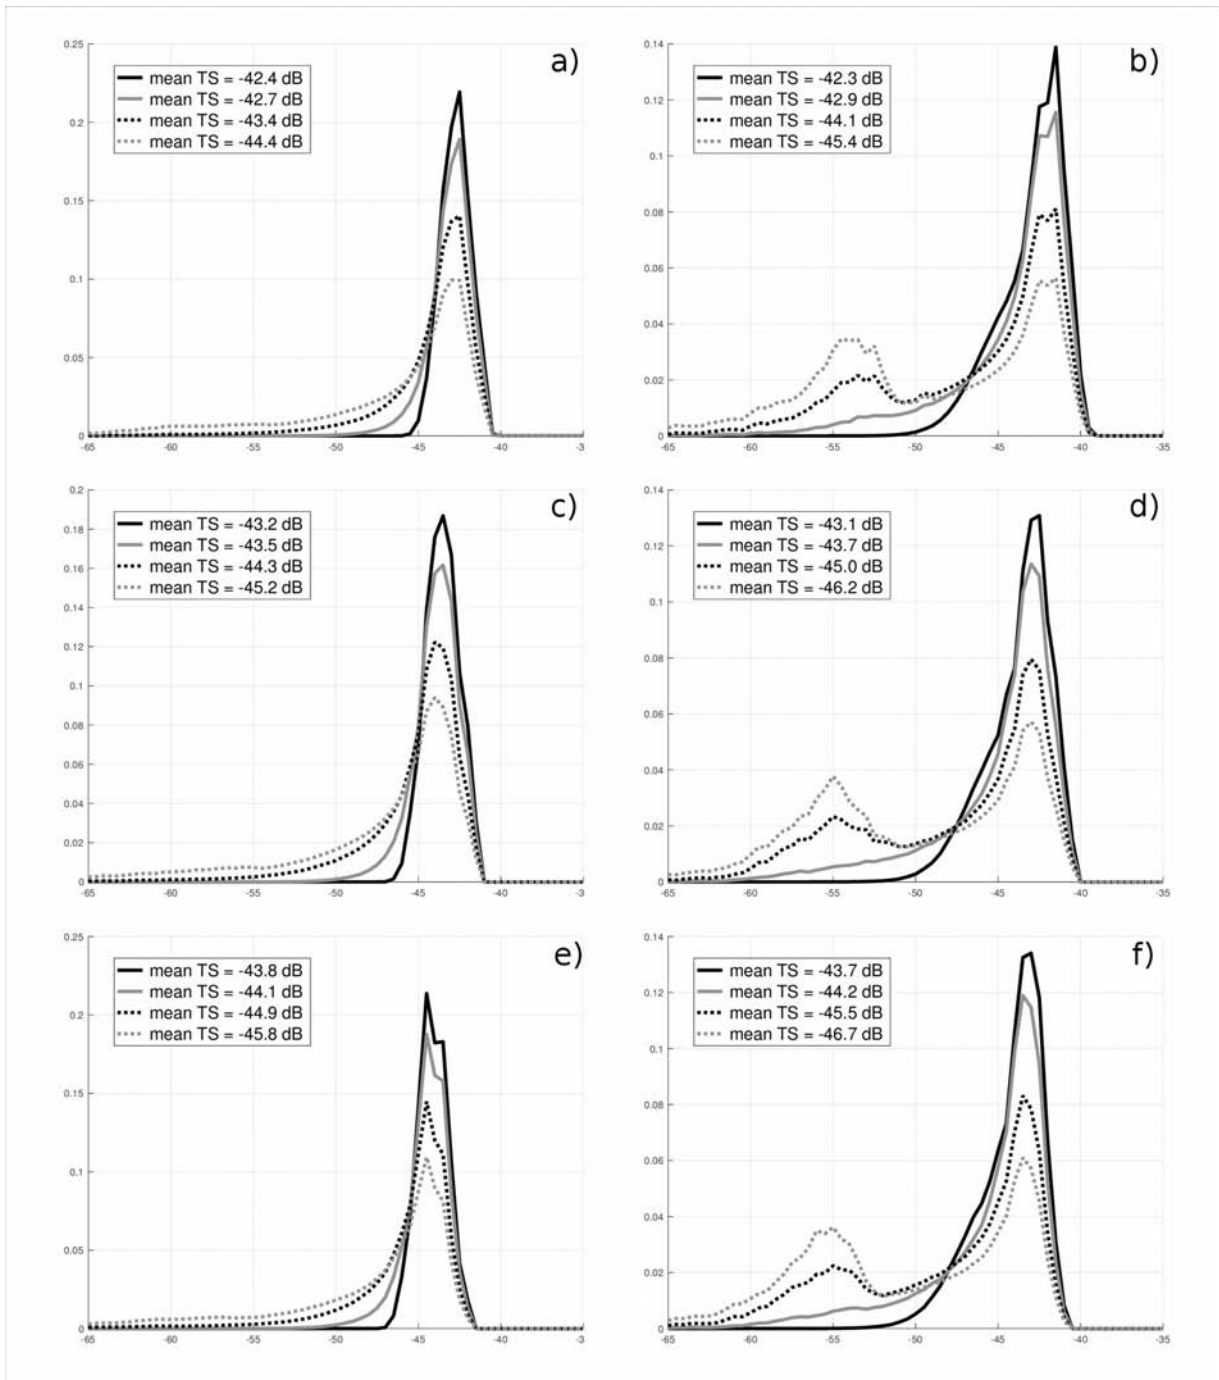 a)
mean TS = -42.4 dB
mean TS = -42.7 dB
mean TS = -43.4 dB
mean TS = -44.4 dB
0.25
0.2
0.15
0.1
0.05
0
-65 -60 -55 -50 -45 -40 -3
b)
mean TS = -42.3 dB
mean TS = -42.9 dB
mean TS = -44.1 dB
mean TS = -45.4 dB
0.14
0.12
0.1
0.08
0.06
0.04
0.02
0
-65 -60 -55 -50 -45 -40 -35
c)
mean TS = -43.2 dB
mean TS = -43.5 dB
mean TS = -44.3 dB
mean TS = -45.2 dB
0.2
0.18
0.16
0.14
0.12
0.1
0.08
0.06
0.04
0.02
0
-65 -60 -55 -50 -45 -40 -3
d)
mean TS = -43.1 dB
mean TS = -43.7 dB
mean TS = -45.0 dB
mean TS = -46.2 dB
0.14
0.12
0.1
0.08
0.06
0.04
0.02
0
-65 -60 -55 -50 -45 -40 -35
e)
mean TS = -43.8 dB
mean TS = -44.1 dB
mean TS = -44.9 dB
mean TS = -45.8 dB
0.25
0.2
0.15
0.1
0.05
0
-65 -60 -55 -50 -45 -40 -3
f)
mean TS = -43.7 dB
mean TS = -44.2 dB
mean TS = -45.5 dB
mean TS = -46.7 dB
0.14
0.12
0.1
0.08
0.06
0.04
0.02
0
-65 -60 -55 -50 -45 -40 -35